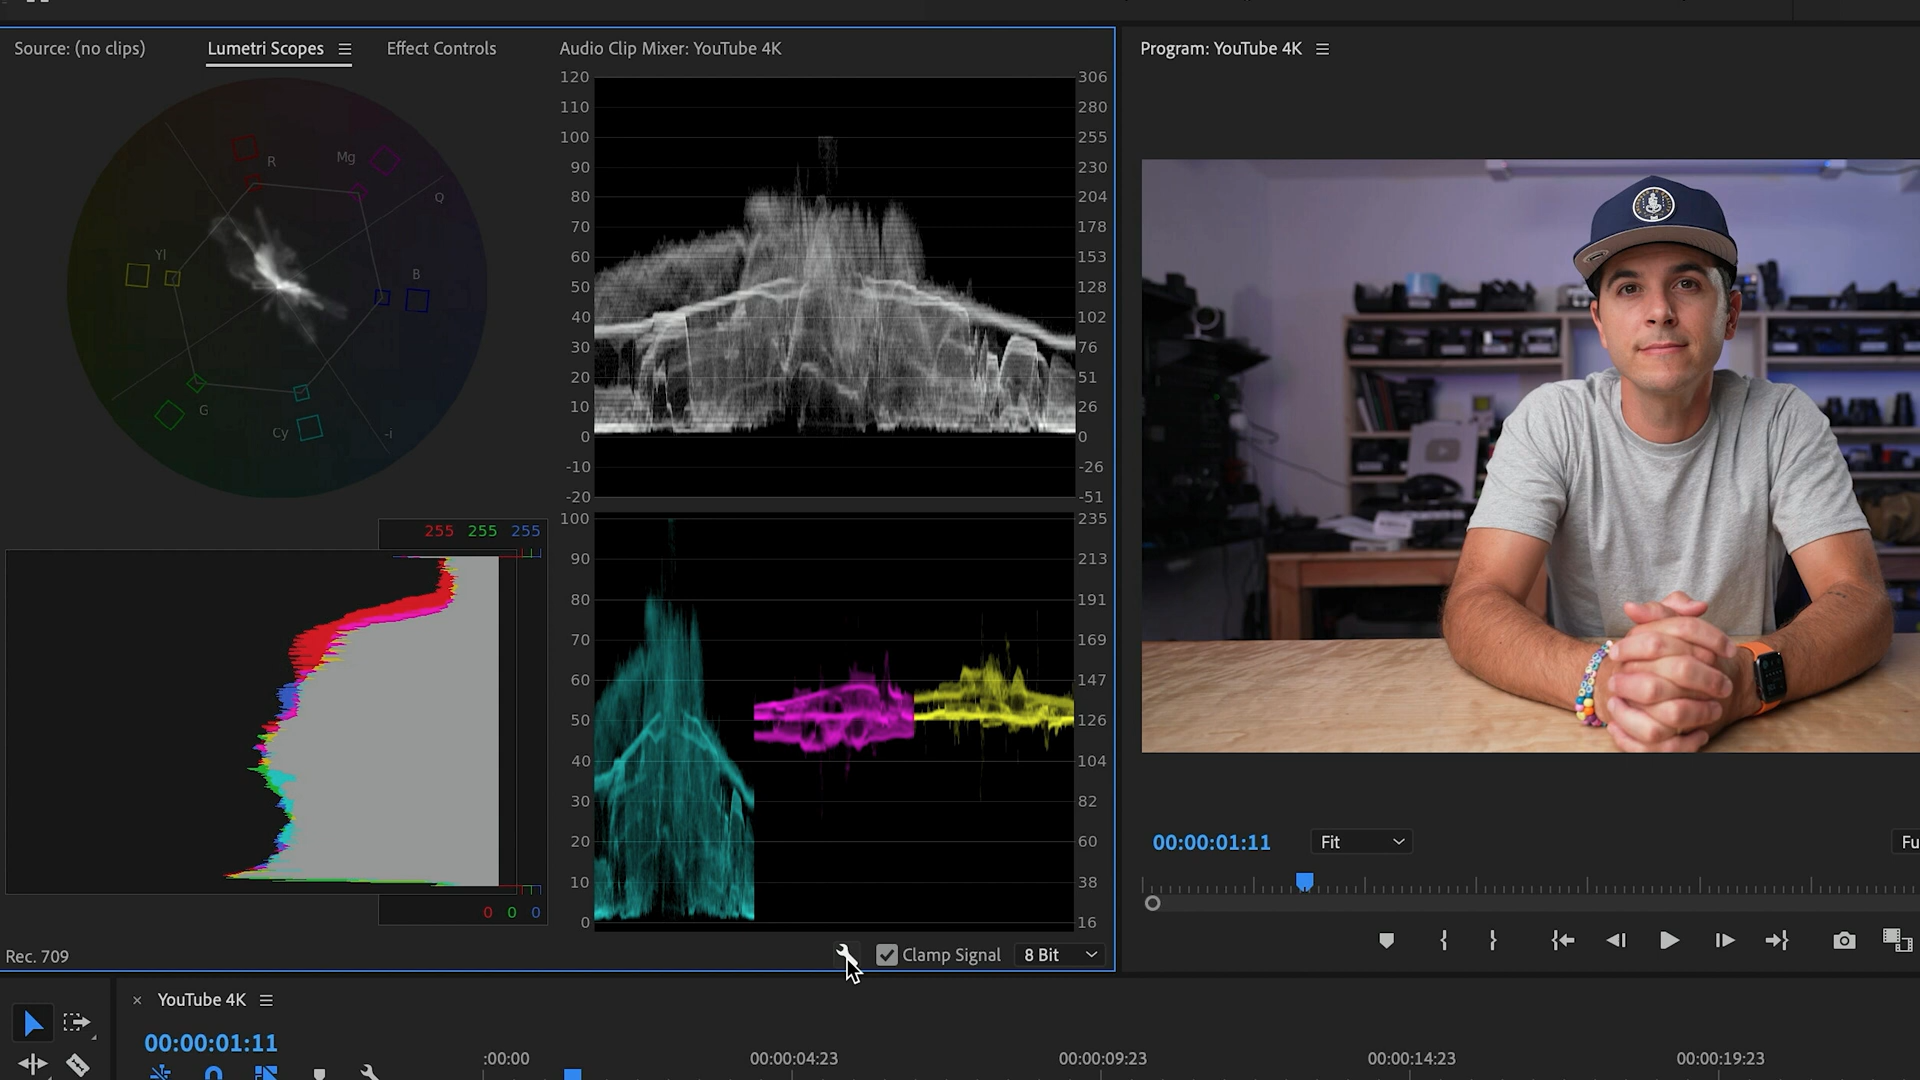 Source: (no clips)
Lumetri Scopes
Effect Controls
Audio Clip Mixer: YouTube 4K
Program: YouTube 4K
R
Mg
Q
B
Yl
G
Cy
-i
120
110
100
90
80
70
60
50
40
30
20
10
0
-10
-20
306
280
255
230
204
178
153
128
102
76
51
26
0
-26
-51
255 255 255
0 0 0
100
90
80
70
60
50
40
30
20
10
0
235
213
191
169
147
126
104
82
60
38
16
Rec. 709
Clamp Signal
8 Bit
00:00:01:11
Fit
Fu
YouTube 4K
00:00:01:11
:00:00
00:00:04:23
00:00:09:23
00:00:14:23
00:00:19:23